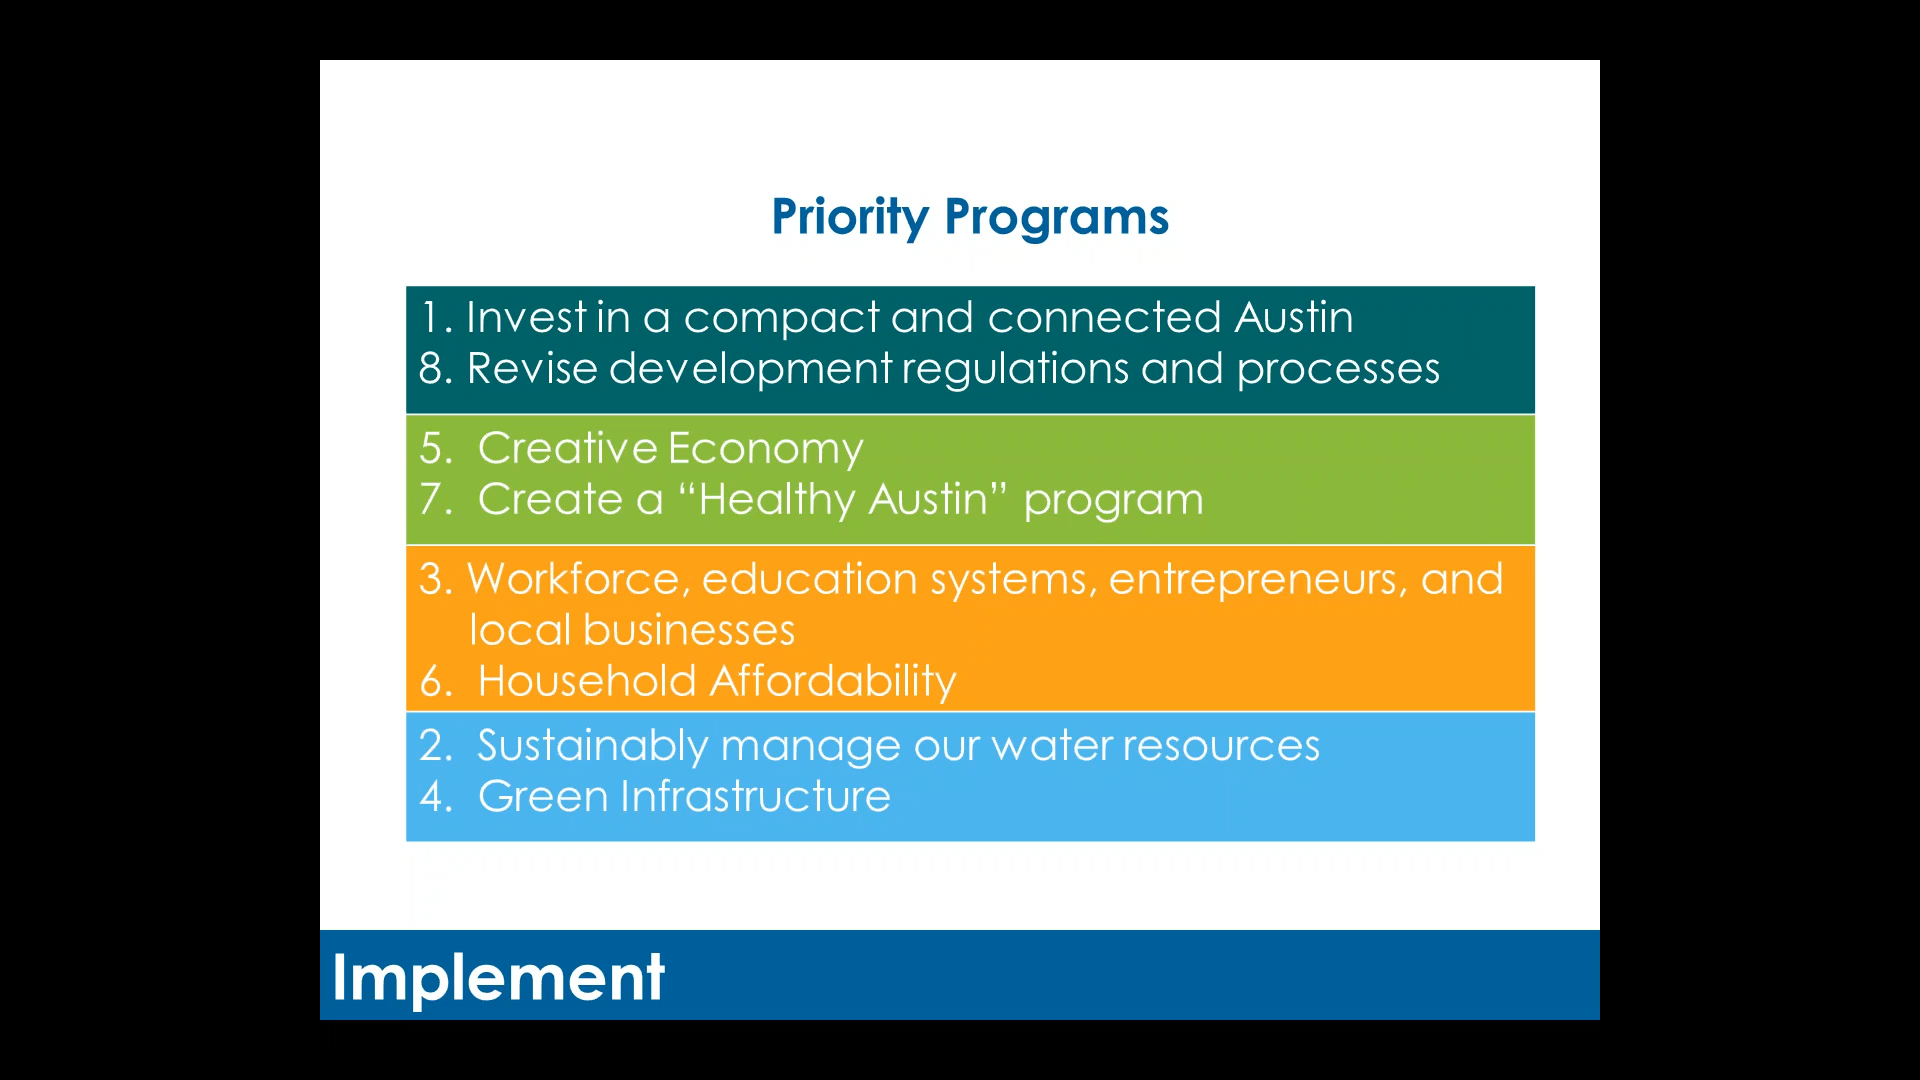 Priority Programs
1. Invest in a compact and connected Austin
8. Revise development regulations and processes
5. Creative Economy
7. Create a “Healthy Austin” program
3. Workforce, education systems, entrepreneurs, and
local businesses
6. Household Affordability
2. Sustainably manage our water resources
4. Green Infrastructure
Implement